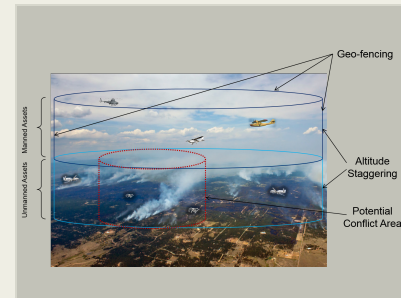 Geo-fencing
Manned Assets
Unmanned Assets
Altitude
Staggering
Potential
Conflict Area